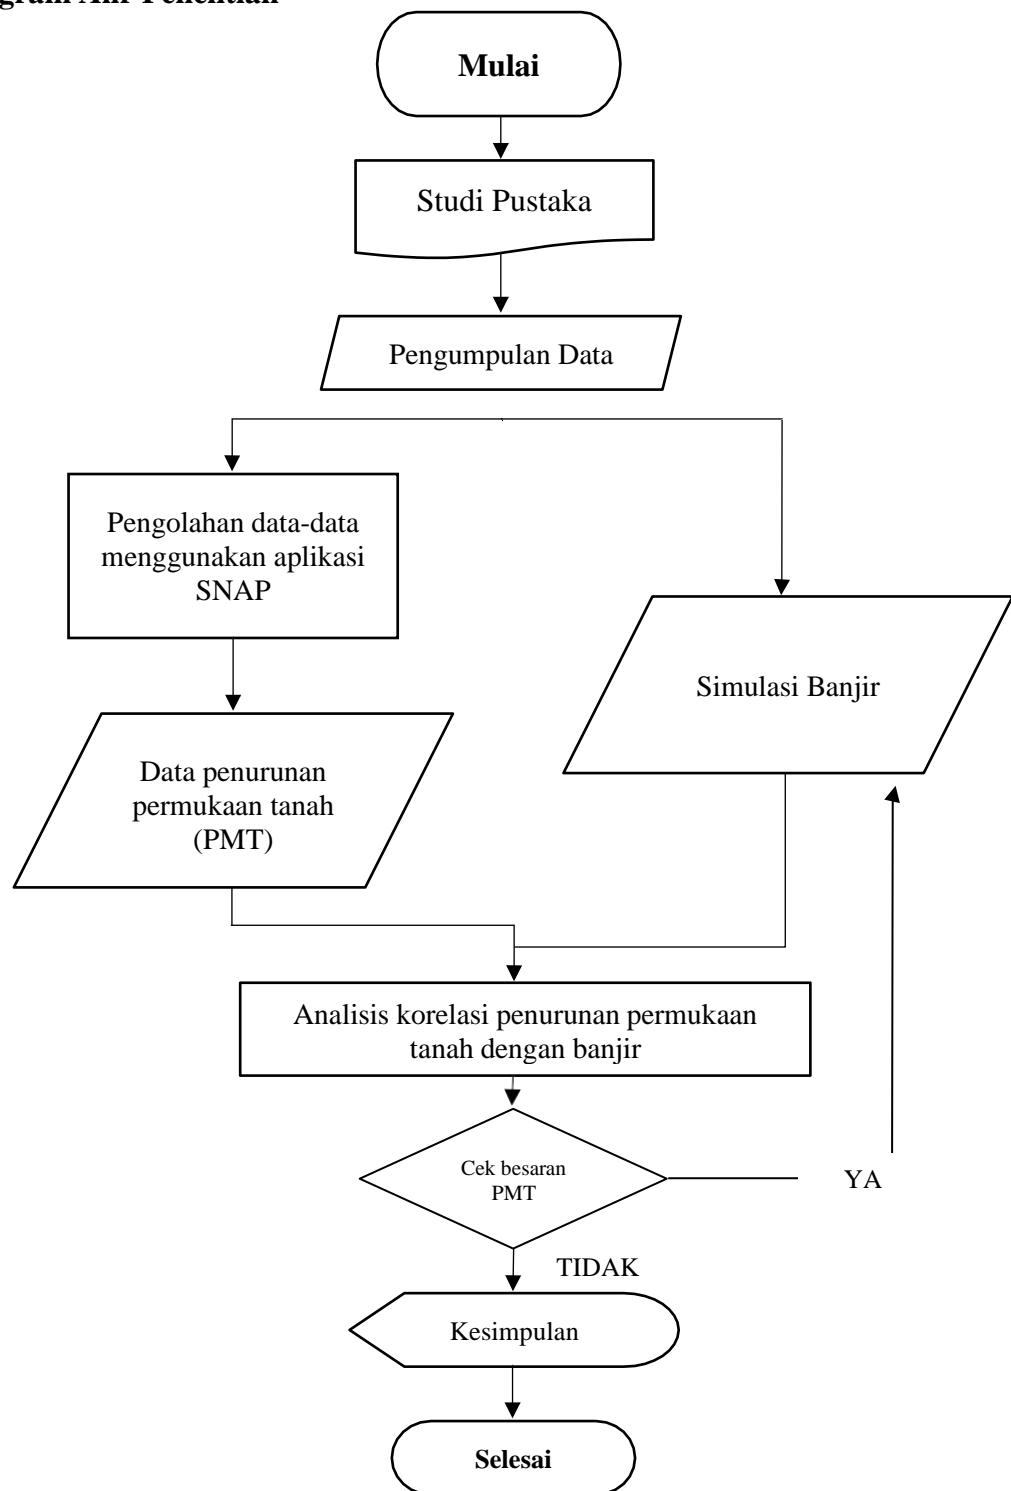 Mulai
Studi Pustaka
Pengumpulan Data
Pengolahan data-data
menggunakan aplikasi
SNAP
Simulasi Banjir
Data penurunan
permukaan tanah
(PMT)
Analisis korelasi penurunan permukaan
tanah dengan banjir
Cek besaran
PMT
YA
TIDAK
Kesimpulan
Selesai